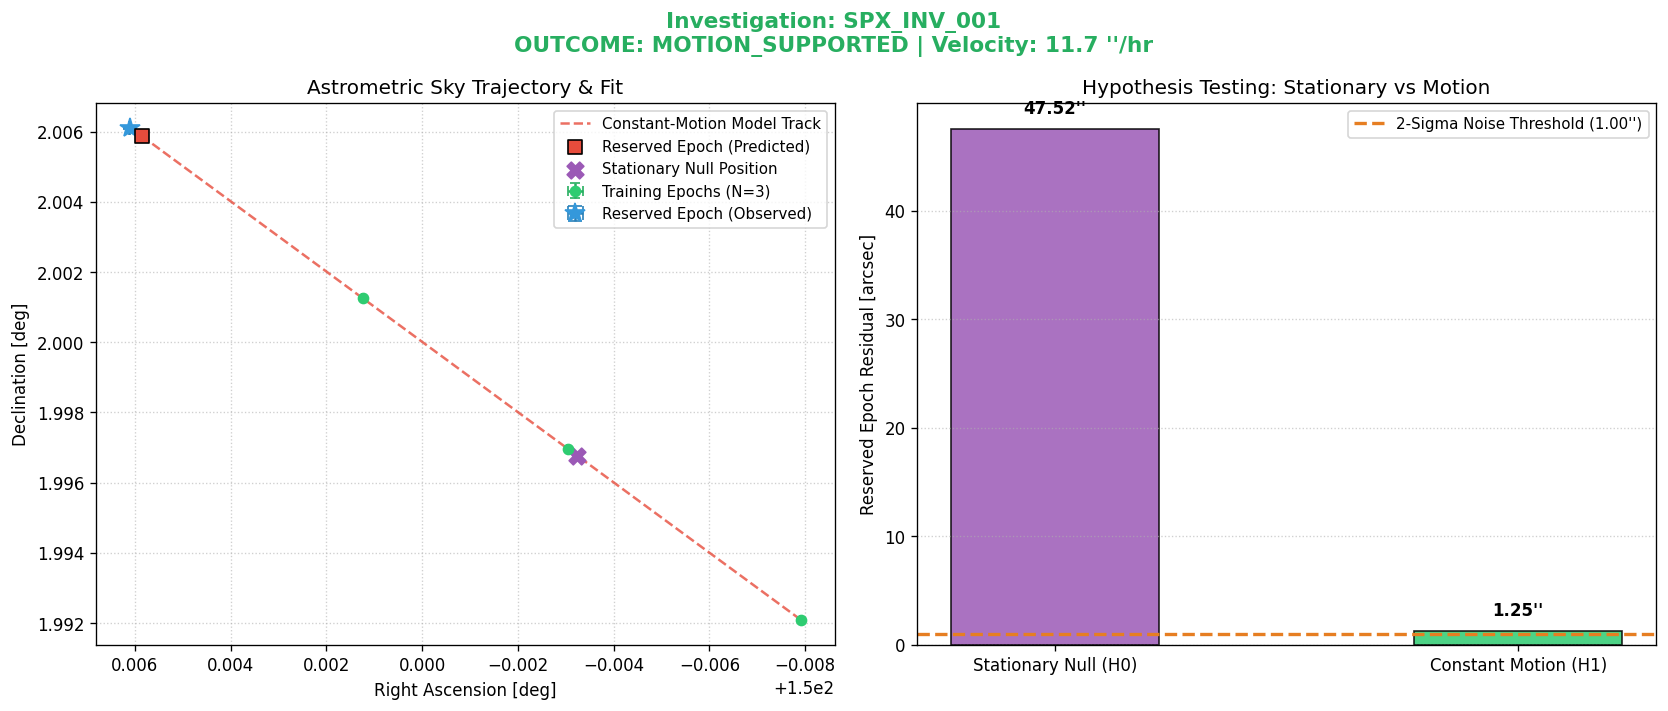 Investigation: SPX_INV_001
OUTCOME: MOTION_SUPPORTED | Velocity: 11.7 ''/hr
Astrometric Sky Trajectory & Fit
Declination [deg]
2.006
2.004
2.002
2.000
1.998
1.996
1.994
1.992
Constant-Motion Model Track
Reserved Epoch (Predicted)
Stationary Null Position
Training Epochs (N=3)
Reserved Epoch (Observed)
0.006 0.004 0.002 0.000 −0.002 −0.004 −0.006 −0.008
+1.5e2
Right Ascension [deg]
Hypothesis Testing: Stationary vs Motion
Reserved Epoch Residual [arcsec]
40
30
20
10
0
47.52''
2-Sigma Noise Threshold (1.00'')
1.25''
Stationary Null (H0) Constant Motion (H1)